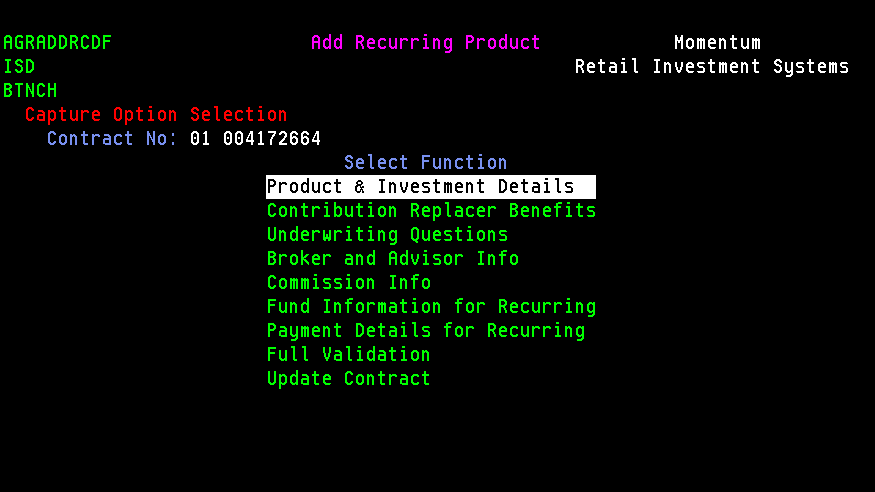 AGRADDRCDF Add Recurring Product Momentum
ISD Retail Investment Systems
BTNCH
Capture Option Selection
Contract No: 01 004172664
Select Function
Product & Investment Details
Contribution Replacer Benefits
Underwriting Questions
Broker and Advisor Info
Commission Info
Fund Information for Recurring
Payment Details for Recurring
Full Validation
Update Contract